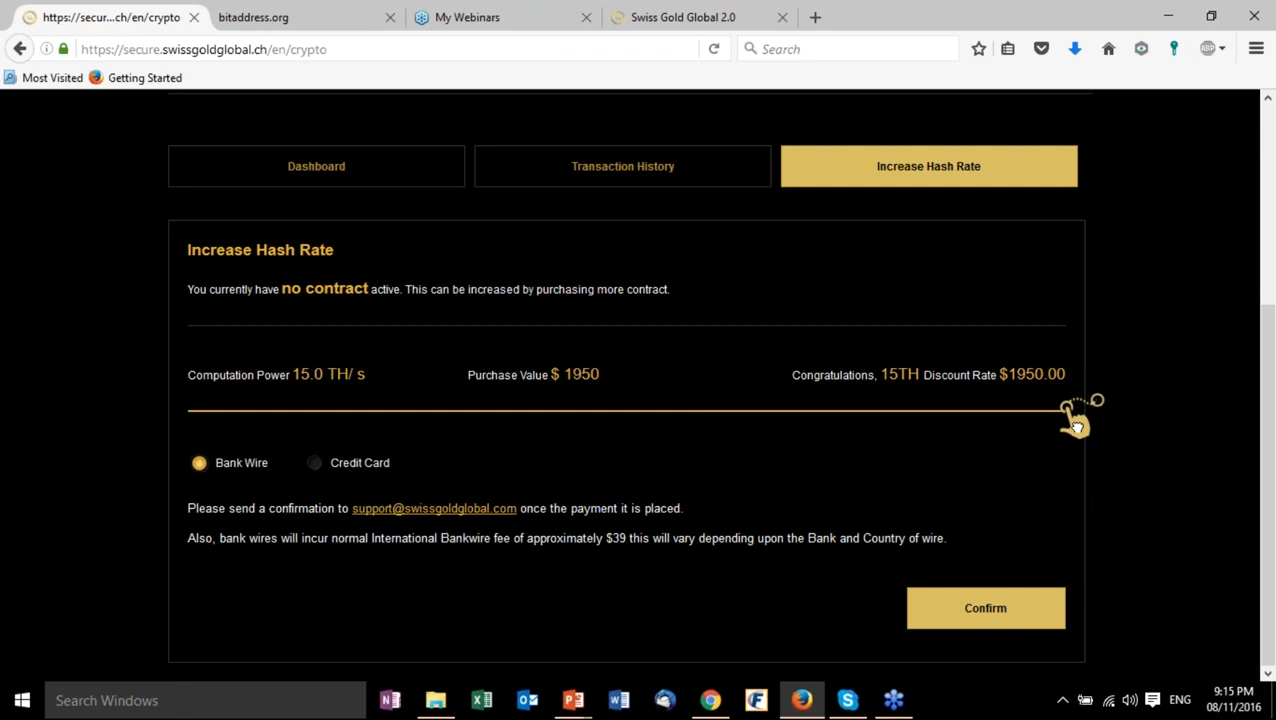 https://secur...ch/en/crypto
bitaddress.org
My Webinars
Swiss Gold Global 2.0
https://secure.swissgoldglobal.ch/en/crypto
Search
ABP
Most Visited
Getting Started
Dashboard
Transaction History
Increase Hash Rate
Increase Hash Rate
You currently have no contract active. This can be increased by purchasing more contract.
Computation Power 15.0 TH/ s
Purchase Value $ 1950
Congratulations, 15TH Discount Rate $1950.00
Bank Wire
Credit Card
Please send a confirmation to support@swissgoldglobal.com once the payment it is placed.
Also, bank wires will incur normal International Bankwire fee of approximately $39 this will vary depending upon the Bank and Country of wire.
Confirm
Search Windows
ENG
9:15 PM
08/11/2016